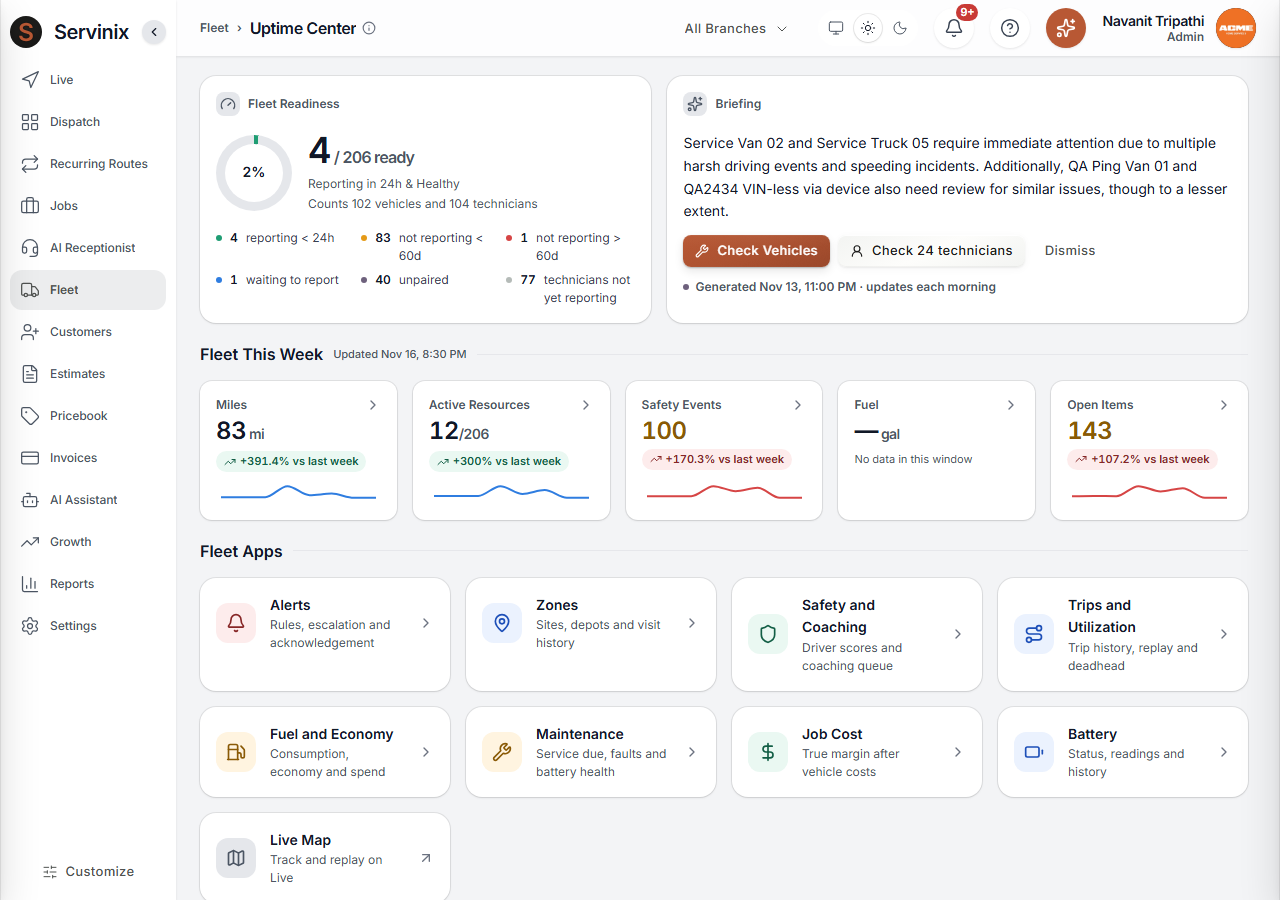 S Servinix
Live
Dispatch
Recurring Routes
Jobs
AI Receptionist
Fleet
Customers
Estimates
Pricebook
Invoices
AI Assistant
Growth
Reports
Settings
Customize
Fleet › Uptime Center
All Branches
9+
Navanit Tripathi
Admin
ACME
Fleet Readiness
2%
4 / 206 ready
Reporting in 24h & Healthy
Counts 102 vehicles and 104 technicians
4 reporting < 24h
83 not reporting <
60d
1 not reporting >
60d
1 waiting to report
40 unpaired
77 technicians not
yet reporting
Briefing
Service Van 02 and Service Truck 05 require immediate attention due to multiple
harsh driving events and speeding incidents. Additionally, QA Ping Van 01 and
QA2434 VIN-less via device also need review for similar issues, though to a lesser
extent.
Check Vehicles
Check 24 technicians
Dismiss
Generated Nov 13, 11:00 PM · updates each morning
Fleet This Week Updated Nov 16, 8:30 PM
Miles
83 mi
+391.4% vs last week
Active Resources
12/206
+300% vs last week
Safety Events
100
+170.3% vs last week
Fuel
— gal
No data in this window
Open Items
143
+107.2% vs last week
Fleet Apps
Alerts
Rules, escalation and
acknowledgement
Zones
Sites, depots and visit
history
Safety and
Coaching
Driver scores and
coaching queue
Trips and
Utilization
Trip history, replay and
deadhead
Fuel and Economy
Consumption,
economy and spend
Maintenance
Service due, faults and
battery health
Job Cost
True margin after
vehicle costs
Battery
Status, readings and
history
Live Map
Track and replay on
Live